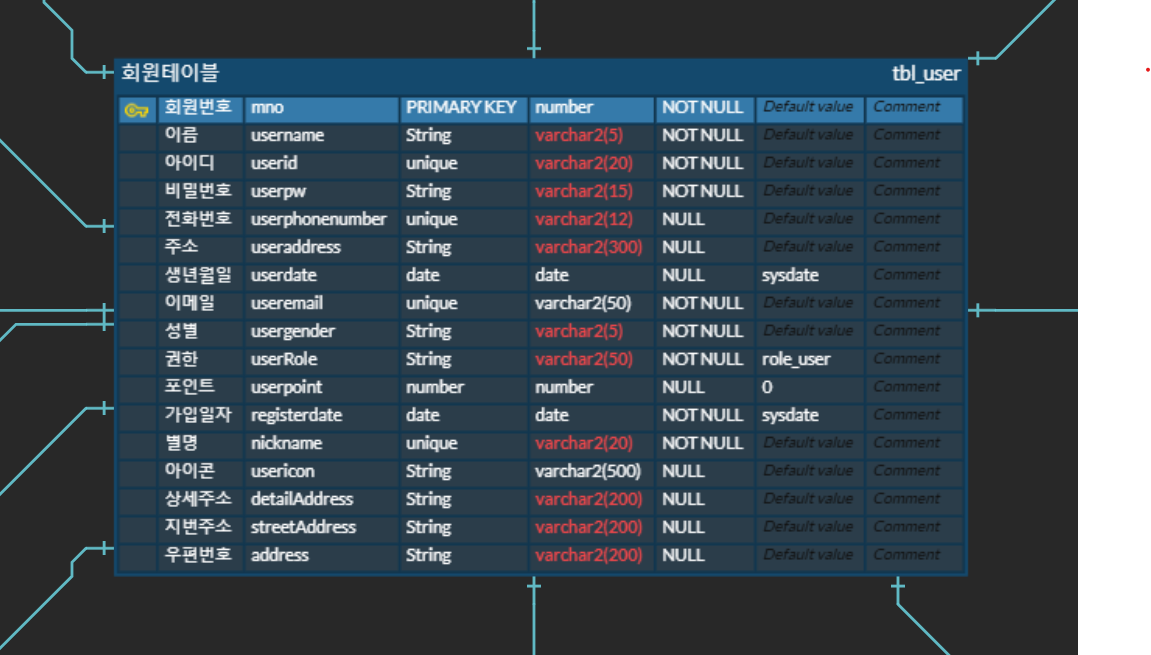 회원테이블 tbl_user
회원번호 mno PRIMARY KEY number NOT NULL Default value Comment
이름 username String varchar2(5) NOT NULL Default value Comment
아이디 userid unique varchar2(20) NOT NULL Default value Comment
비밀번호 userpw String varchar2(15) NOT NULL Default value Comment
전화번호 userphonenumber unique varchar2(12) NULL Default value Comment
주소 useraddress String varchar2(300) NULL Default value Comment
생년월일 userdate date date NULL sysdate Comment
이메일 useremail unique varchar2(50) NOT NULL Default value Comment
성별 usergender String varchar2(5) NOT NULL Default value Comment
권한 userRole String varchar2(50) NOT NULL role_user Comment
포인트 userpoint number number NULL 0 Comment
가입일자 registerdate date date NOT NULL sysdate Comment
별명 nickname unique varchar2(20) NOT NULL Default value Comment
아이콘 usericon String varchar2(500) NULL Default value Comment
상세주소 detailAddress String varchar2(200) NULL Default value Comment
지번주소 streetAddress String varchar2(200) NULL Default value Comment
우편번호 address String varchar2(200) NULL Default value Comment